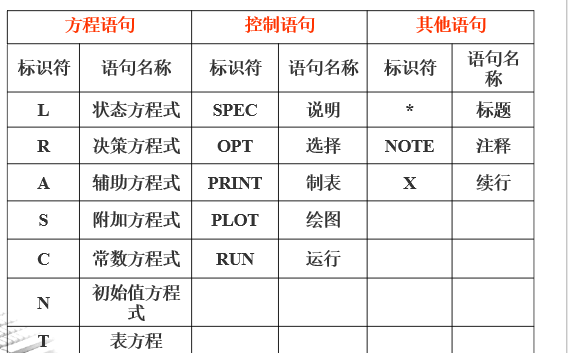 方程语句 控制语句 其他语句
标识符 语句名称 标识符 语句名称 标识符 语句名称
L 状态方程式 SPEC 说明 * 标题
R 决策方程式 OPT 选择 NOTE 注释
A 辅助方程式 PRINT 制表 X 续行
S 附加方程式 PLOT 绘图
C 常数方程式 RUN 运行
N 初始值方程式
T 表方程